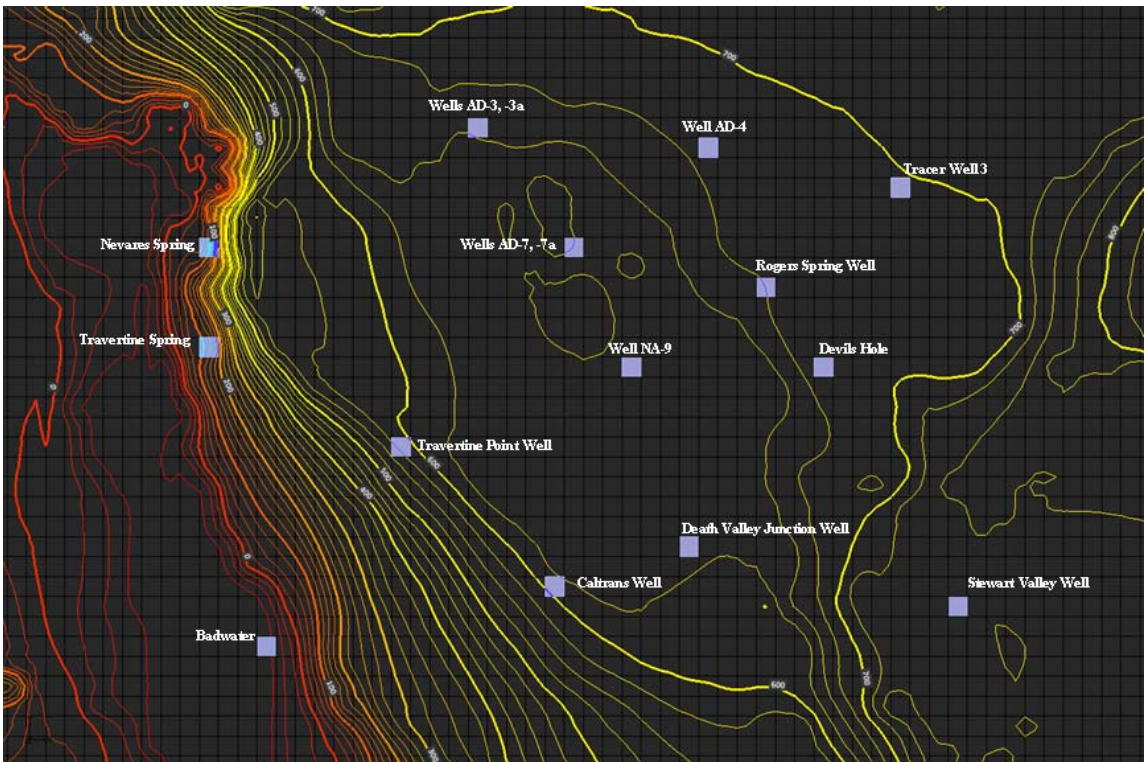 700
200
700
600
500
400
0
Wells AD-3, -3a
Well AD-4
Tracer Well 3
100
Nevares Spring
Wells AD-7, -7a
800
Rogers Spring Well
300
700
Travertine Spring
Well NA-9
Devils Hole
0
200
Travertine Point Well
600
500
400
Death Valley Junction Well
0
Caltrans Well
Stewart Valley Well
Badwater
700
100
600
300